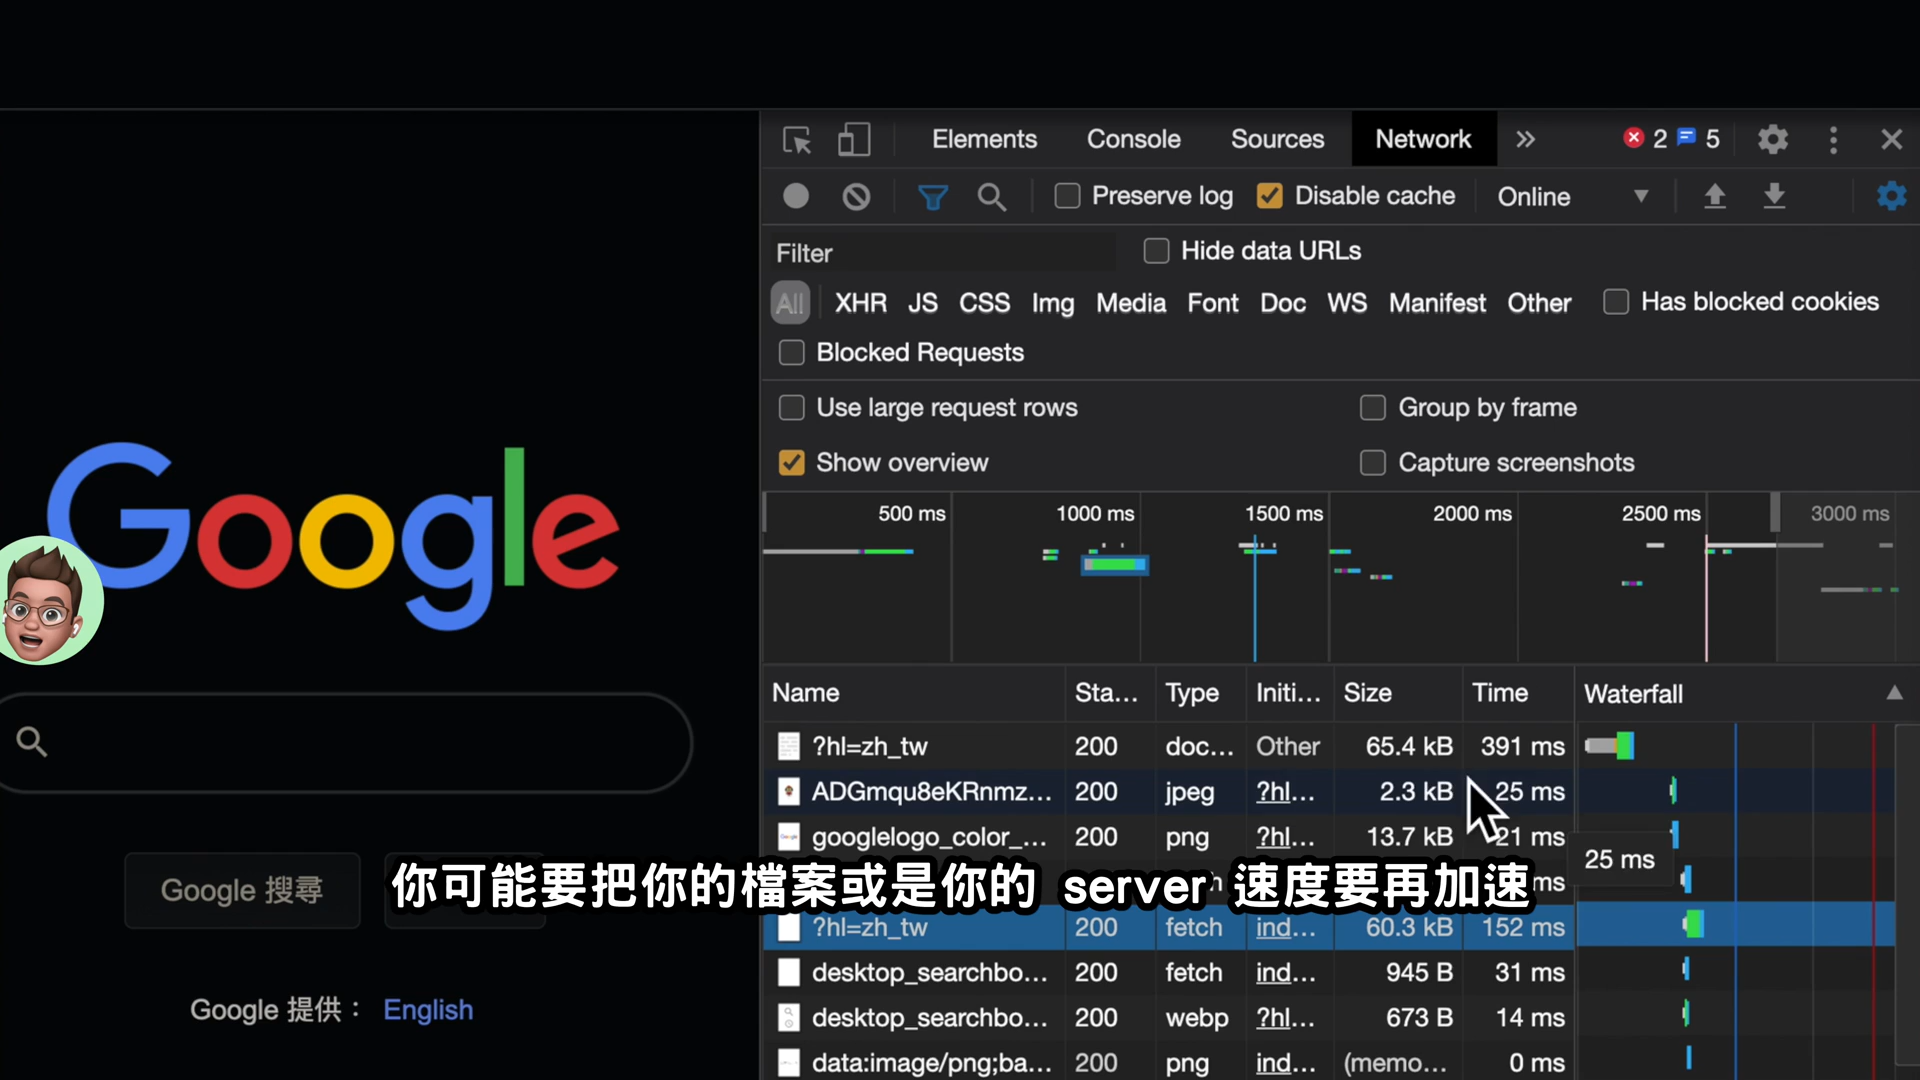 Elements Console Sources Network 2 5
Preserve log Disable cache Online
Filter Hide data URLs
All XHR JS CSS Img Media Font Doc WS Manifest Other Has blocked cookies
Blocked Requests
Use large request rows Group by frame
Show overview Capture screenshots
500 ms 1000 ms 1500 ms 2000 ms 2500 ms 3000 ms
Google
Name Sta... Type Initi... Size Time Waterfall
?hl=zh_tw 200 doc... Other 65.4 kB 391 ms
ADGmqu8eKRnmz... 200 jpeg ?hl... 2.3 kB 25 ms
googlelogo_color_... 200 png ?hl... 13.7 kB 21 ms
25 ms
Google 搜尋
你可能要把你的檔案或是你的 server 速度要再加速
ms
?hl=zh_tw 200 fetch ind... 60.3 kB 152 ms
desktop_searchbo... 200 fetch ind... 945 B 31 ms
Google 提供： English
desktop_searchbo... 200 webp ?hl... 673 B 14 ms
data:image/png;ba... 200 png ind... (memo... 0 ms